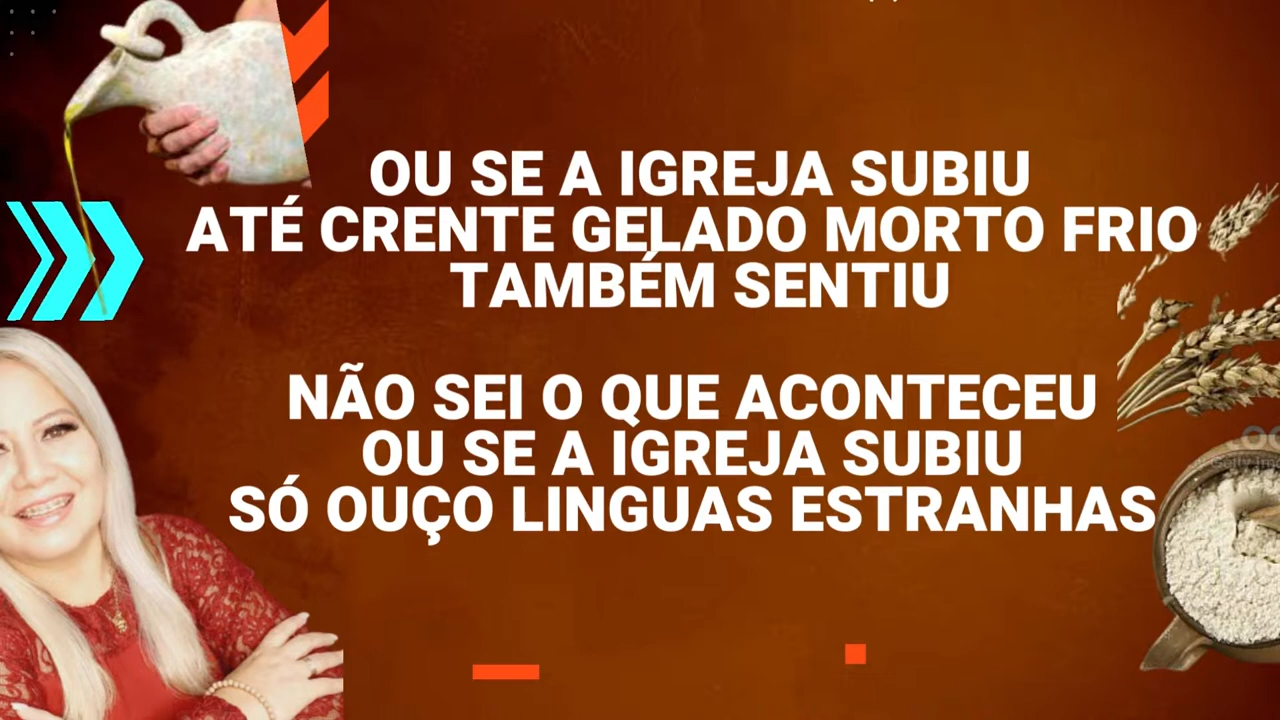 OU SE A IGREJA SUBIU
ATÉ CRENTE GELADO MORTO FRIO
TAMBÉM SENTIU
NÃO SEI O QUE ACONTECEU
OU SE A IGREJA SUBIU
SÓ OUÇO LINGUAS ESTRANHAS